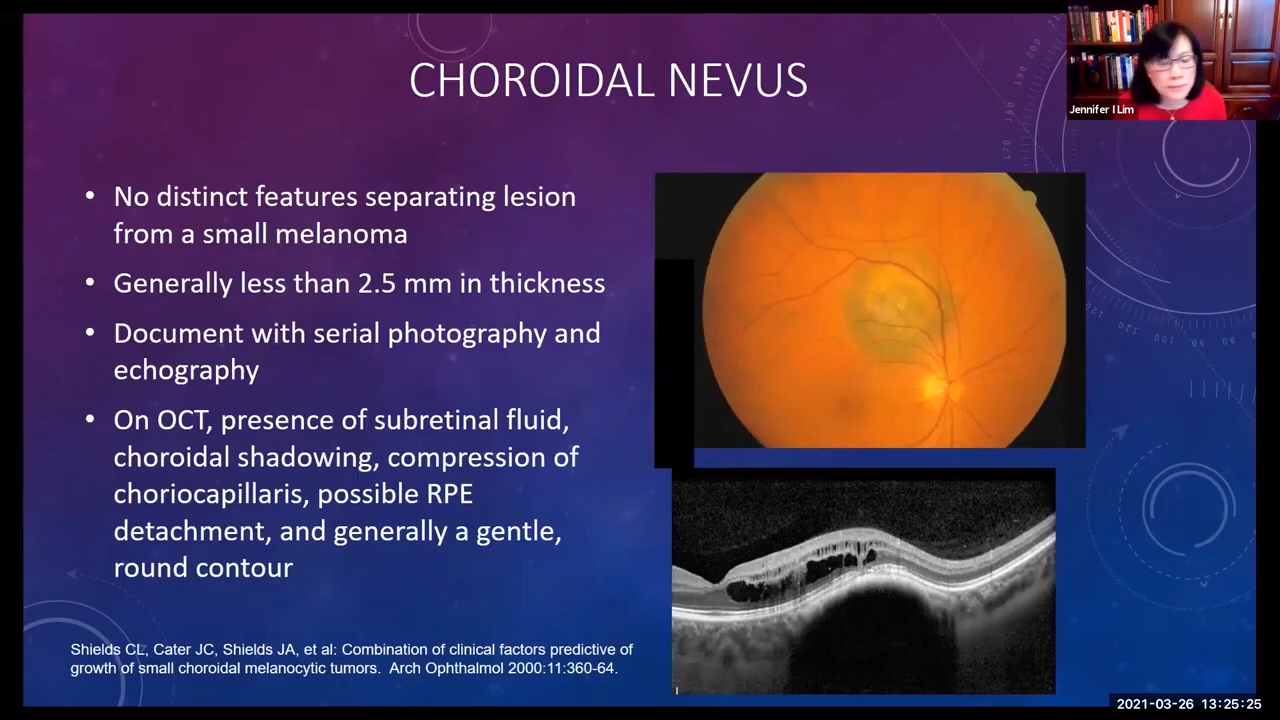 CHOROIDAL NEVUS
Jennifer I Lim
• No distinct features separating lesion
from a small melanoma
• Generally less than 2.5 mm in thickness
• Document with serial photography and
echography
• On OCT, presence of subretinal fluid,
choroidal shadowing, compression of
choriocapillaris, possible RPE
detachment, and generally a gentle,
round contour
Shields CL, Cater JC, Shields JA, et al: Combination of clinical factors predictive of
growth of small choroidal melanocytic tumors. Arch Ophthalmol 2000:11:360-64.
2021-03-26 13:25:25